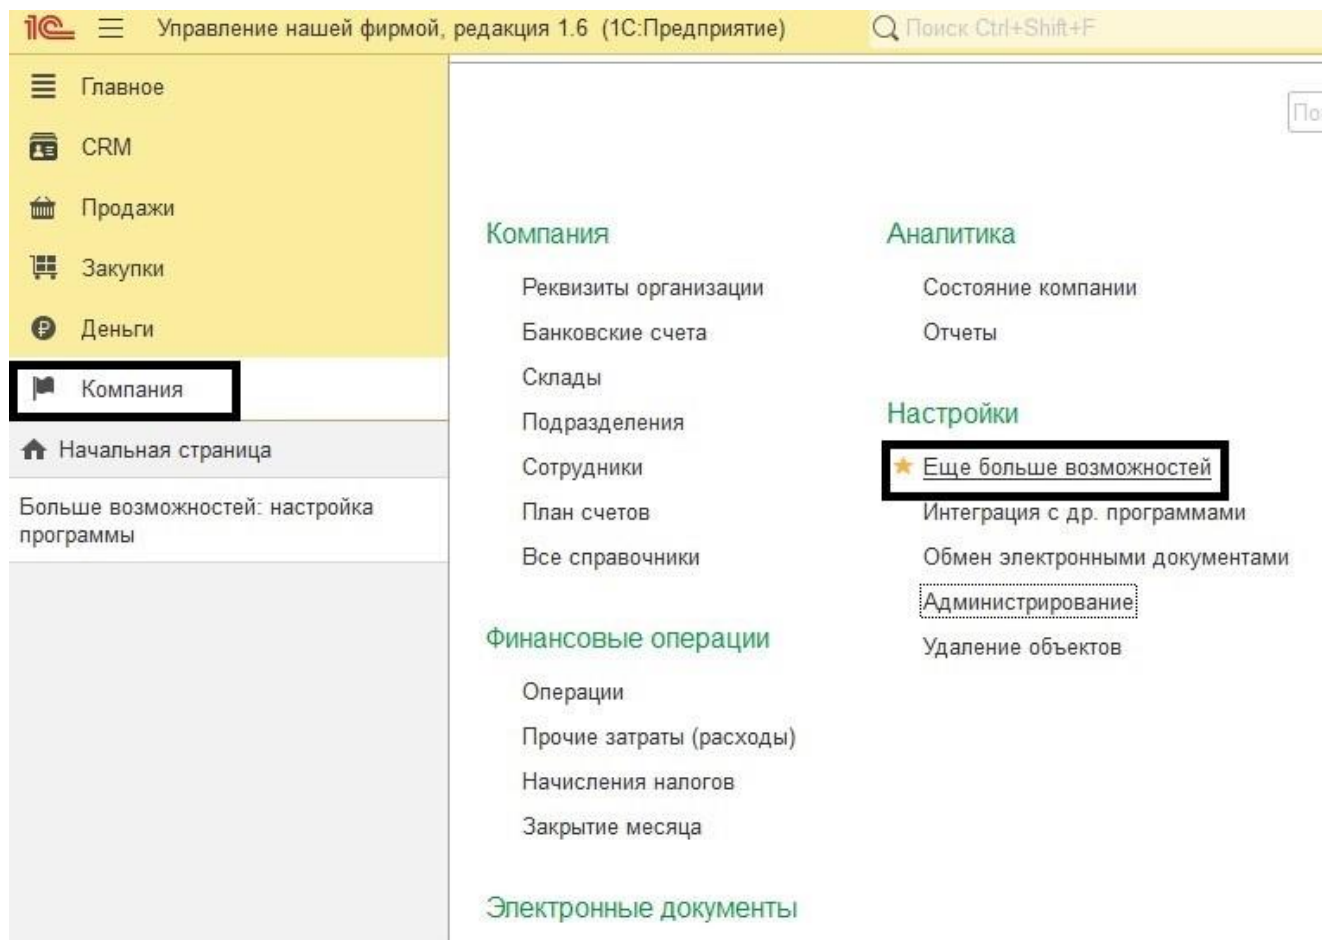 1С Управление нашей фирмой, редакция 1.6 (1С:Предприятие) Поиск Ctrl+Shift+F
Главное
CRM
Продажи
Закупки
Деньги
Компания
Начальная страница
Больше возможностей: настройка
программы
По
Компания
Реквизиты организации
Банковские счета
Склады
Подразделения
Сотрудники
План счетов
Все справочники
Финансовые операции
Операции
Прочие затраты (расходы)
Начисления налогов
Закрытие месяца
Электронные документы
Аналитика
Состояние компании
Отчеты
Настройки
Еще больше возможностей
Интеграция с др. программами
Обмен электронными документами
Администрирование
Удаление объектов